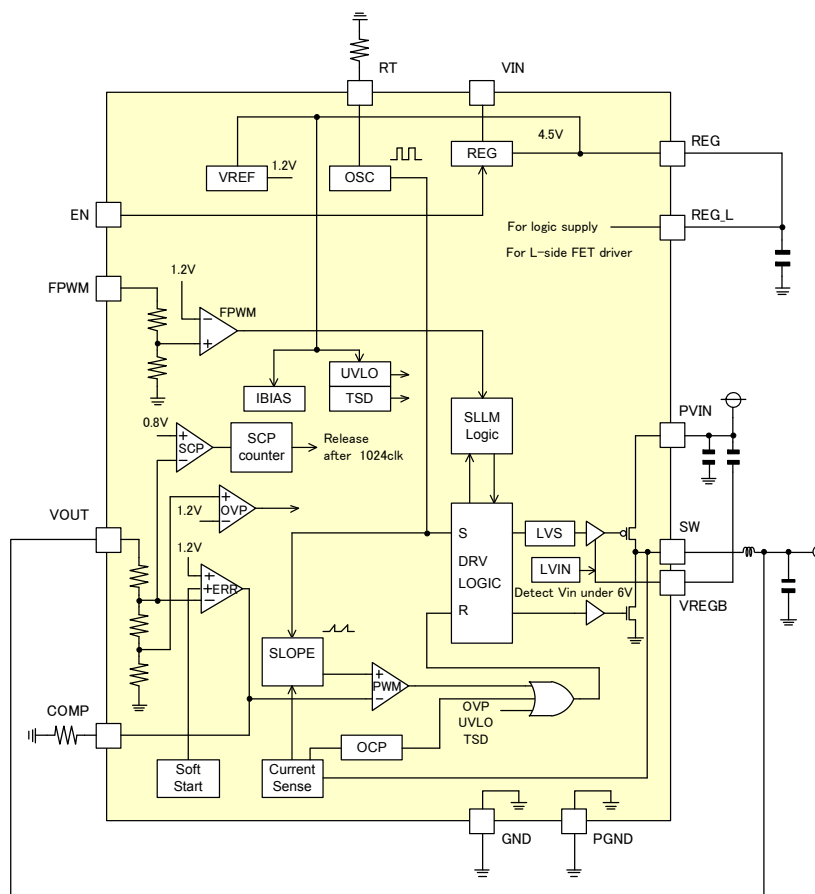 RT
VIN
4.5V
REG
VREF
1.2V
OSC
REG
EN
For logic supply
REG_L
For L-side FET driver
1.2V
FPWM
FPWM
UVLO
IBIAS
TSD
PVIN
0.8V
SCP
SCP
counter
Release
after 1024clk
SLLM
Logic
1.2V
OVP
VOUT
SW
S
LVS
1.2V
DRV
LVIN
ERR
LOGIC
Detect Vin under 6V
VREGB
R
SLOPE
PWM
COMP
OVP
UVLO
TSD
OCP
Soft
Start
Current
Sense
GND
PGND